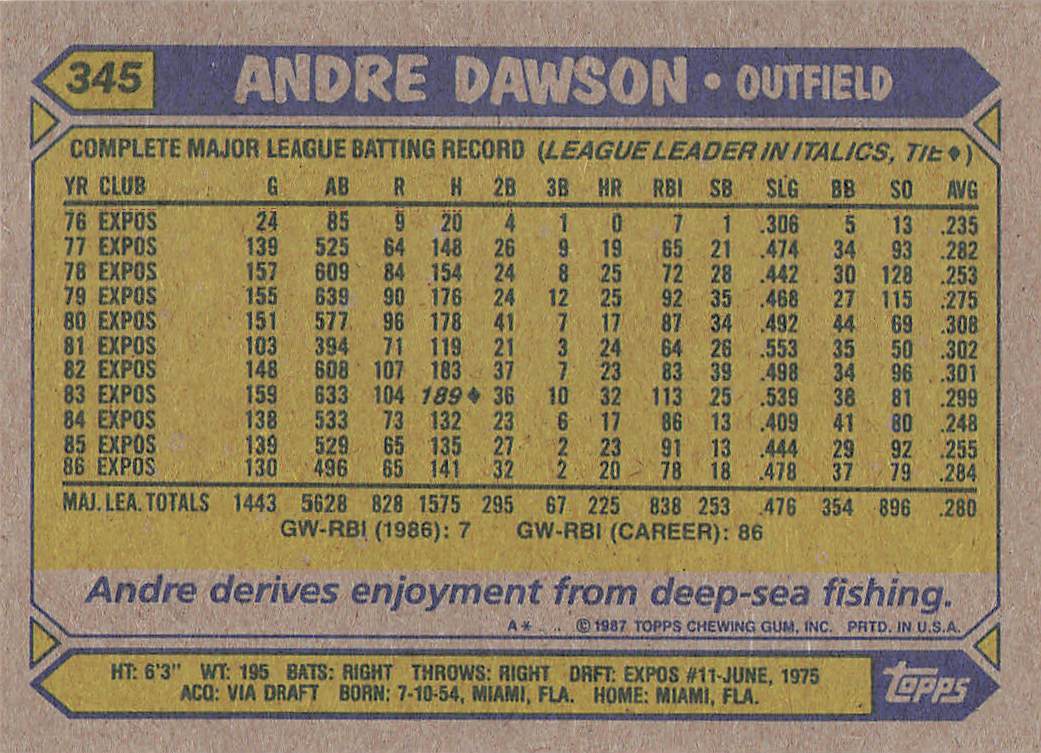 345 ANDRE DAWSON • OUTFIELD
COMPLETE MAJOR LEAGUE BATTING RECORD (LEAGUE LEADER IN ITALICS, TIE ♦)
YR CLUB G AB R H 2B 3B HR RBI SB SLG BB SO AVG
76 EXPOS 24 85 9 20 4 1 0 7 1 .306 5 13 .235
77 EXPOS 139 525 64 148 26 9 19 65 21 .474 34 93 .282
78 EXPOS 157 609 84 154 24 8 25 72 28 .442 30 128 .253
79 EXPOS 155 639 90 176 24 12 25 92 35 .468 27 115 .275
80 EXPOS 151 577 96 178 41 7 17 87 34 .492 44 69 .308
81 EXPOS 103 394 71 119 21 3 24 64 26 .553 35 50 .302
82 EXPOS 148 608 107 183 37 7 23 83 39 .498 34 96 .301
83 EXPOS 159 633 104 189♦ 36 10 32 113 25 .539 38 81 .299
84 EXPOS 138 533 73 132 23 6 17 86 13 .409 41 80 .248
85 EXPOS 139 529 65 135 27 2 23 91 13 .444 29 92 .255
86 EXPOS 130 496 65 141 32 2 20 78 18 .478 37 79 .284
MAJ. LEA. TOTALS 1443 5628 828 1575 295 67 225 838 253 .476 354 896 .280
GW-RBI (1986): 7 GW-RBI (CAREER): 86
Andre derives enjoyment from deep-sea fishing.
A* © 1987 TOPPS CHEWING GUM, INC. PRTD. IN U.S.A.
HT: 6'3" WT: 195 BATS: RIGHT THROWS: RIGHT DRFT: EXPOS #11-JUNE, 1975
ACQ: VIA DRAFT BORN: 7-10-54, MIAMI, FLA. HOME: MIAMI, FLA.
Topps